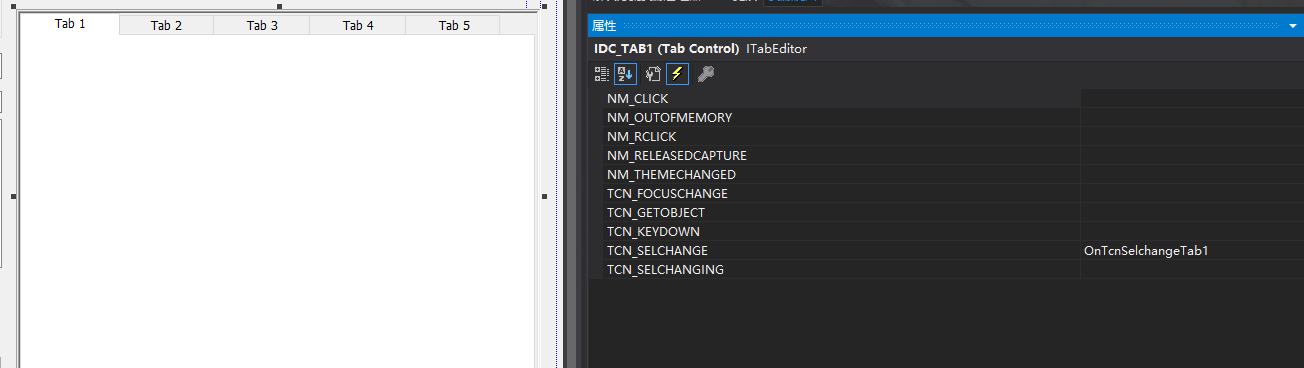 Tab 1 Tab 2 Tab 3 Tab 4 Tab 5
属性
IDC_TAB1 (Tab Control) ITabEditor
NM_CLICK
NM_OUTOFMEMORY
NM_RCLICK
NM_RELEASEDCAPTURE
NM_THEMECHANGED
TCN_FOCUSCHANGE
TCN_GETOBJECT
TCN_KEYDOWN
TCN_SELCHANGE OnTcnSelchangeTab1
TCN_SELCHANGING